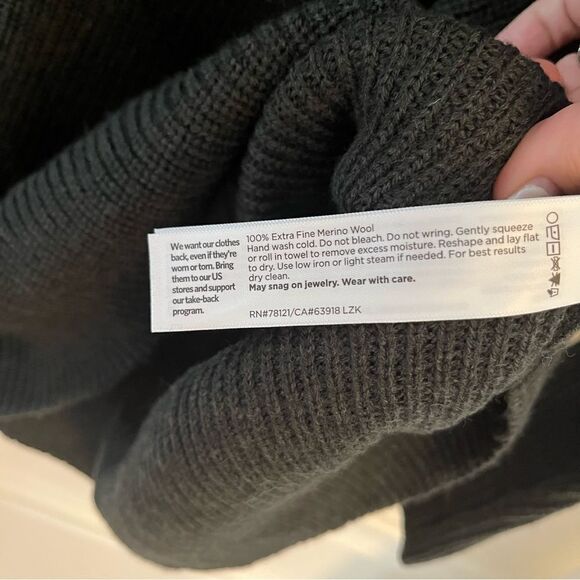 We want our clothes
back, even if they're
worn or torn. Bring
them to our US
stores and support
our take-back
program.
100% Extra Fine Merino Wool
Hand wash cold. Do not bleach. Do not wring. Gently squeeze
or roll in towel to remove excess moisture. Reshape and lay flat
to dry. Use low iron or light steam if needed. For best results
dry clean.
May snag on jewelry. Wear with care.
RN#78121/CA#63918 LZK